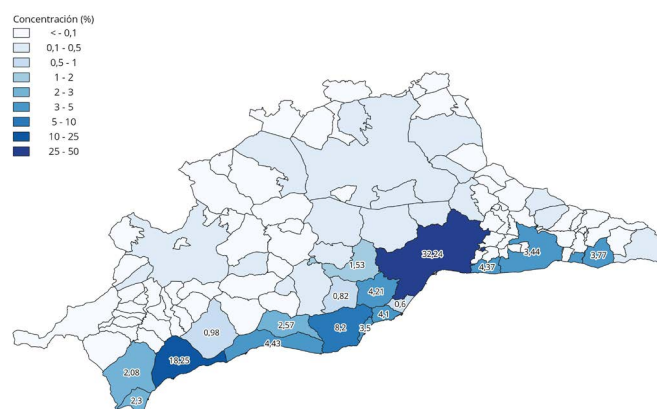 Concentración (%)
< - 0,1
0,1 - 0,5
0,5 - 1
1 - 2
2 - 3
3 - 5
5 - 10
10 - 25
25 - 50
32,24
3,44
3,77
4,37
1,53
4,21
0,82
0,6
4,1
3,5
8,2
2,57
4,43
0,98
18,25
2,08
2,3